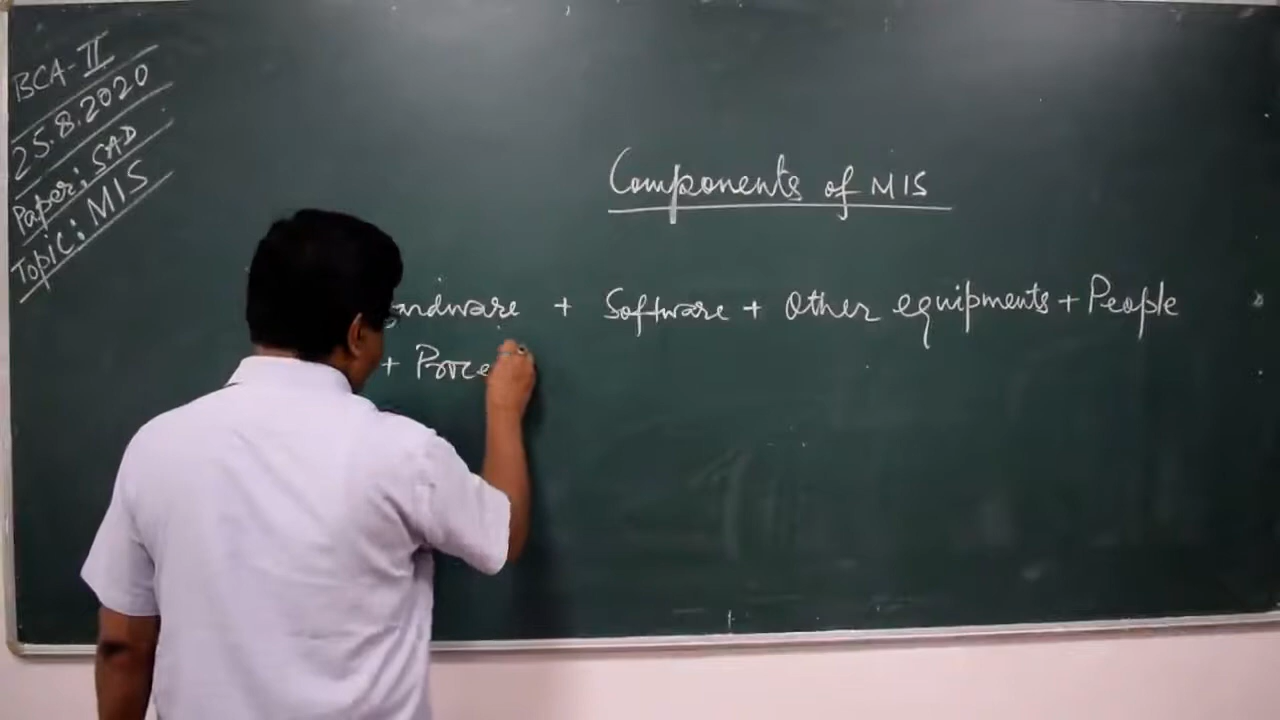 BCA-II
25.8.2020
Paper: SAD
Topic: MIS
Components of MIS
+ Software + Other equipments + People
+